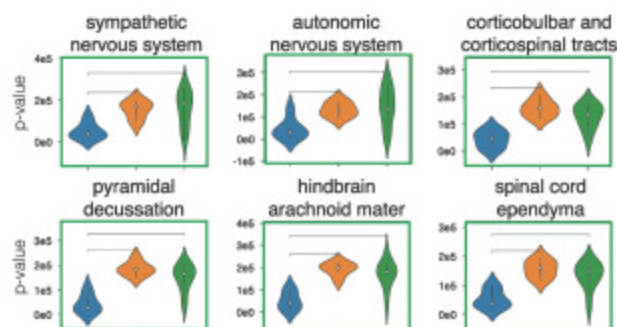 sympathetic
nervous system
autonomic
nervous system
corticobulbar and
corticospinal tracts
p-value
4e5
2e5
0e0
3e5
2e5
1e5
0e0
-1e5
3e5
2e5
1e5
0e0
pyramidal
decussation
hindbrain
arachnoid mater
spinal cord
ependyma
p-value
3e5
2e5
1e5
0e0
4e5
3e5
2e5
1e5
0e0
3e5
2e5
1e5
0e0